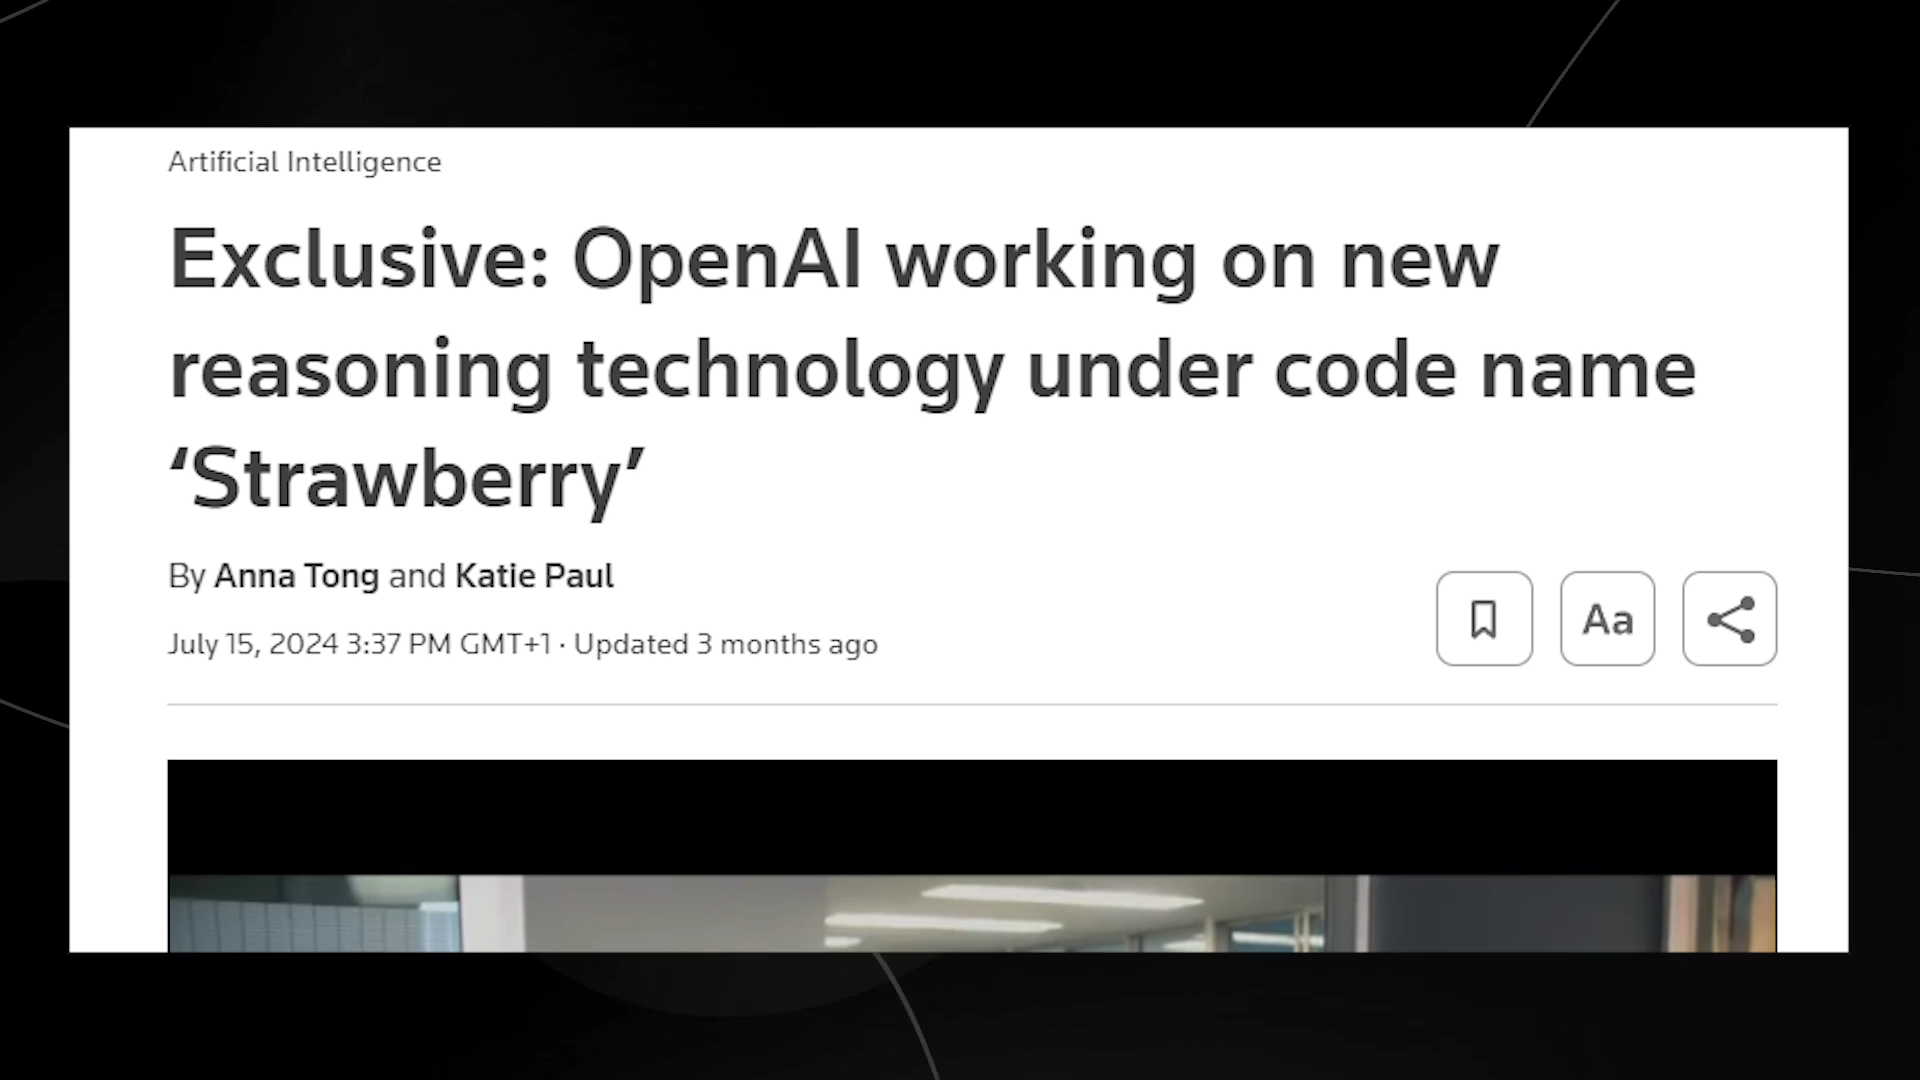 Artificial Intelligence
Exclusive: OpenAI working on new
reasoning technology under code name
‘Strawberry’
By Anna Tong and Katie Paul
July 15, 2024 3:37 PM GMT+1 · Updated 3 months ago
Aa